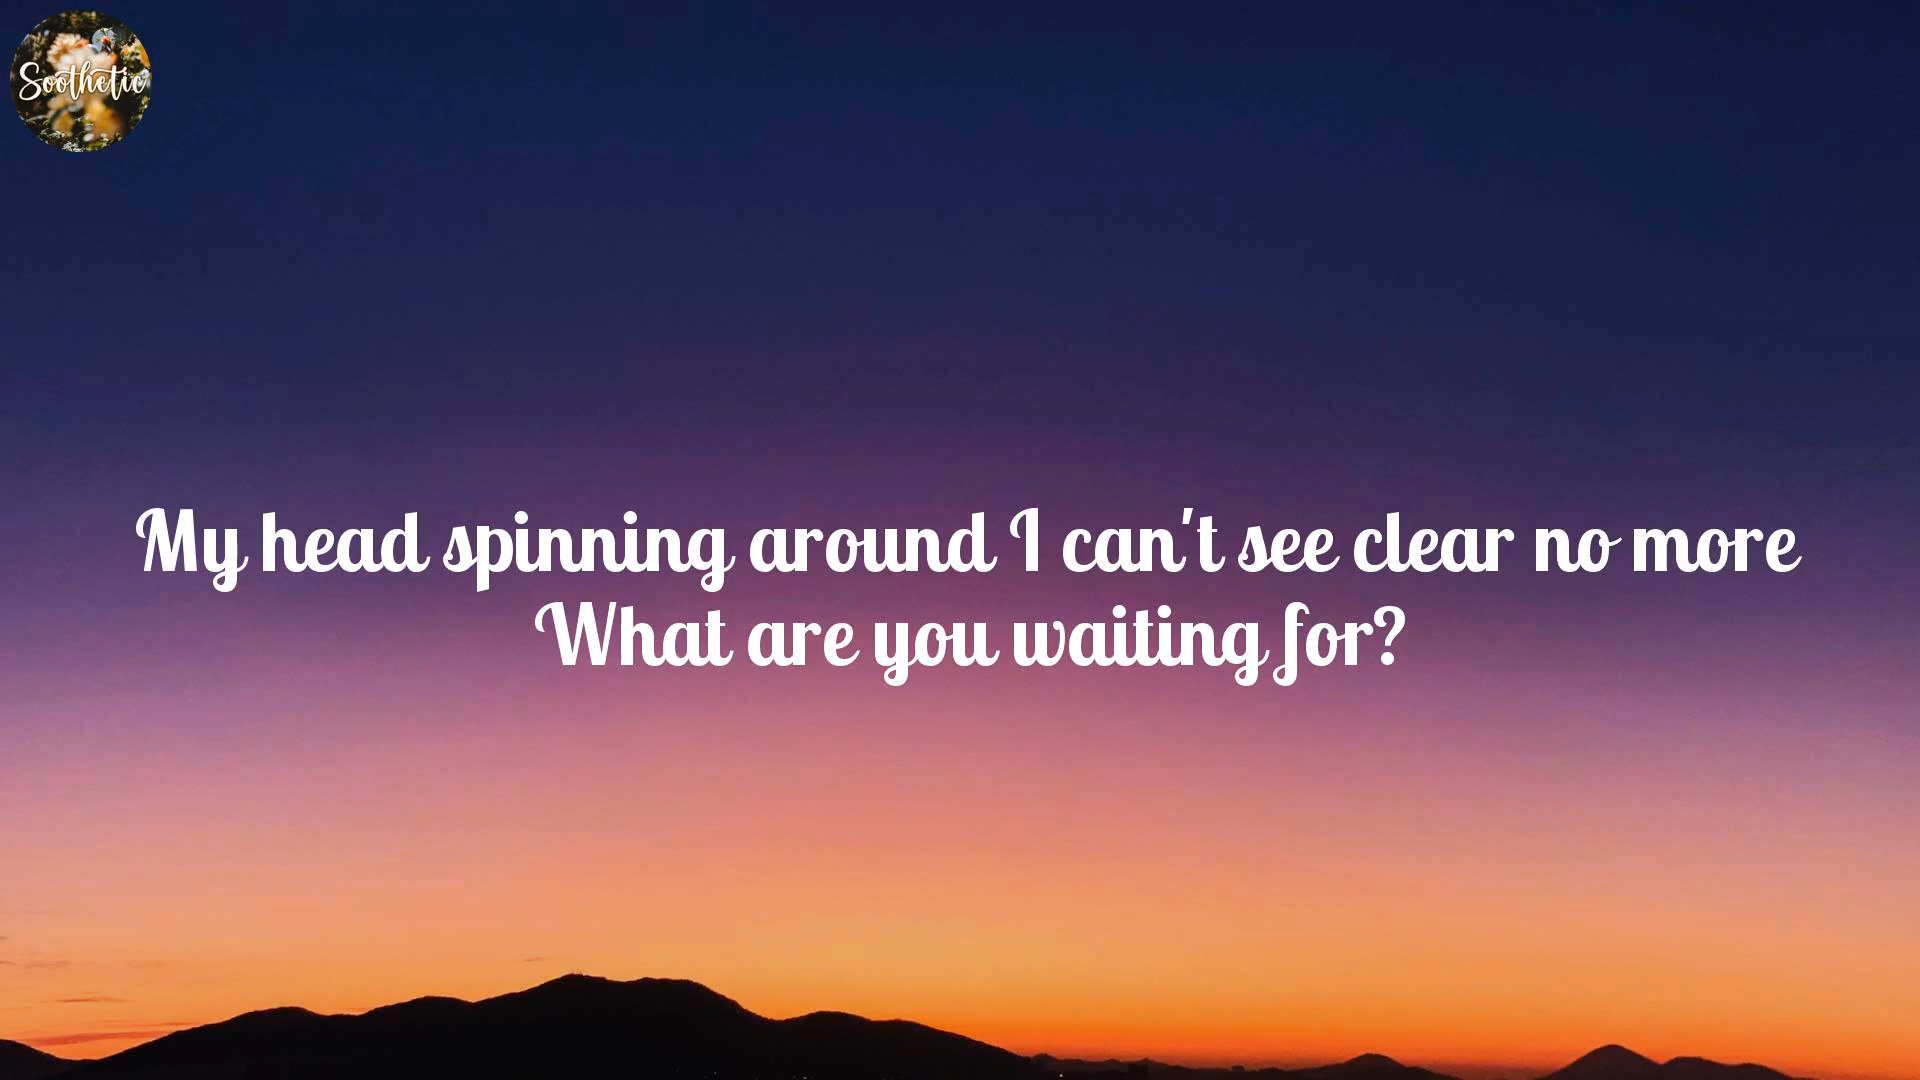 Soothetic
My head spinning around I can't see clear no more
What are you waiting for?